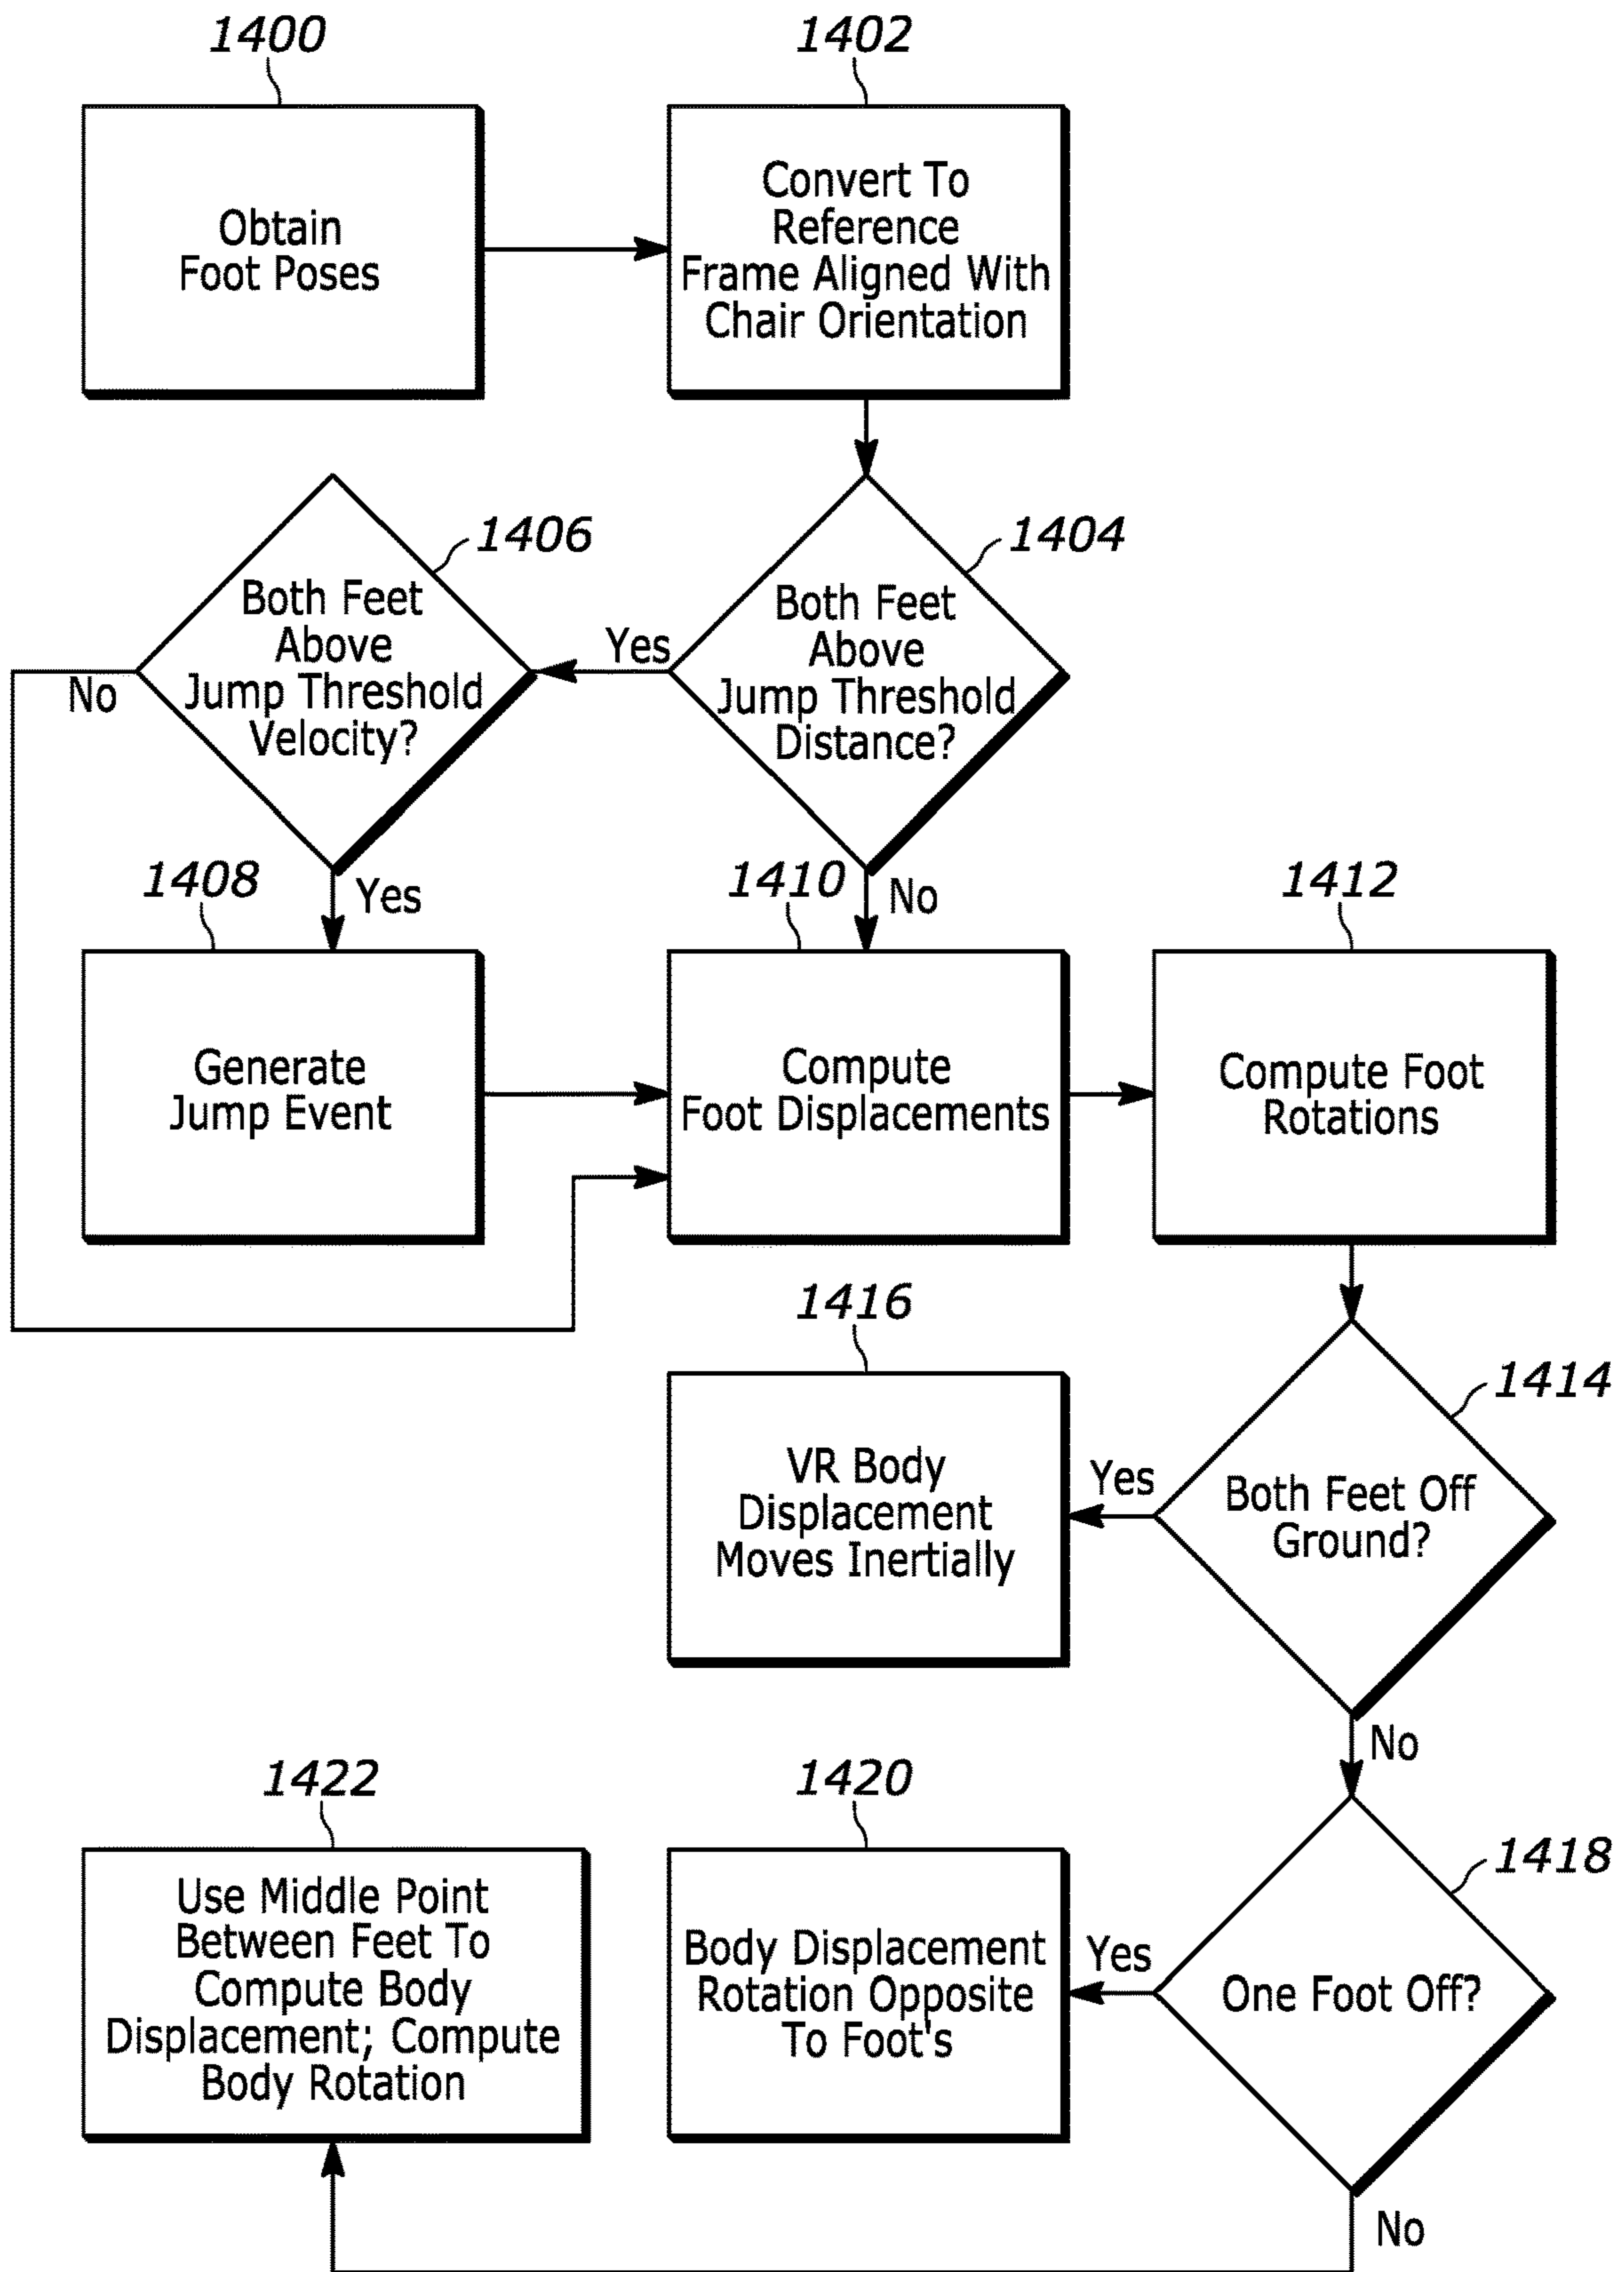 1400
1402
Obtain
Foot Poses
Convert To
Reference
Frame Aligned With
Chair Orientation
1406
1404
Both Feet
Above
Jump Threshold
Velocity?
Yes
Both Feet
Above
Jump Threshold
Distance?
No
1408
Yes
1410
No
1412
Generate
Jump Event
Compute
Foot Displacements
Compute Foot
Rotations
1416
1414
VR Body
Displacement
Moves Inertially
Yes
Both Feet Off
Ground?
No
1422
1420
1418
Use Middle Point
Between Feet To
Compute Body
Displacement; Compute
Body Rotation
Body Displacement
Rotation Opposite
To Foot's
Yes
One Foot Off?
No